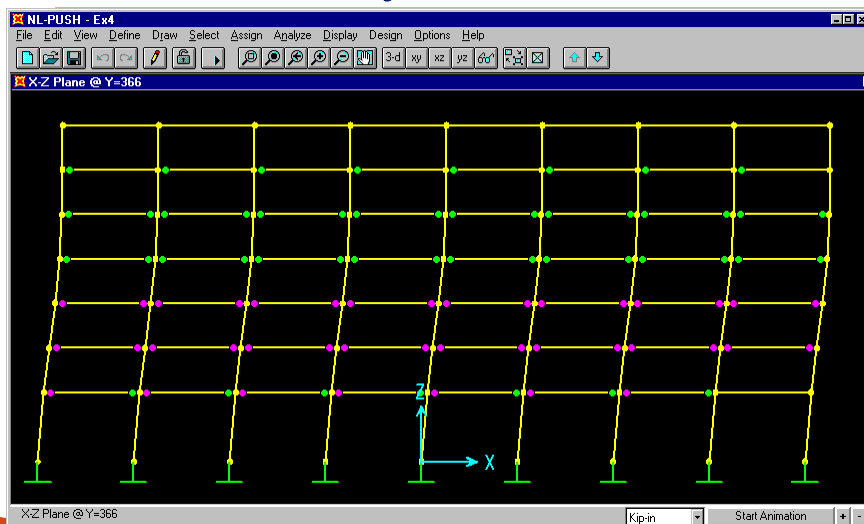 NL-PUSH - Ex4
File Edit View Define Draw Select Assign Analyze Display Design Options Help
3-d xy xz yz
X-Z Plane @ Y=366
Z
X
X-Z Plane @ Y=366 Kip-in Start Animation + -